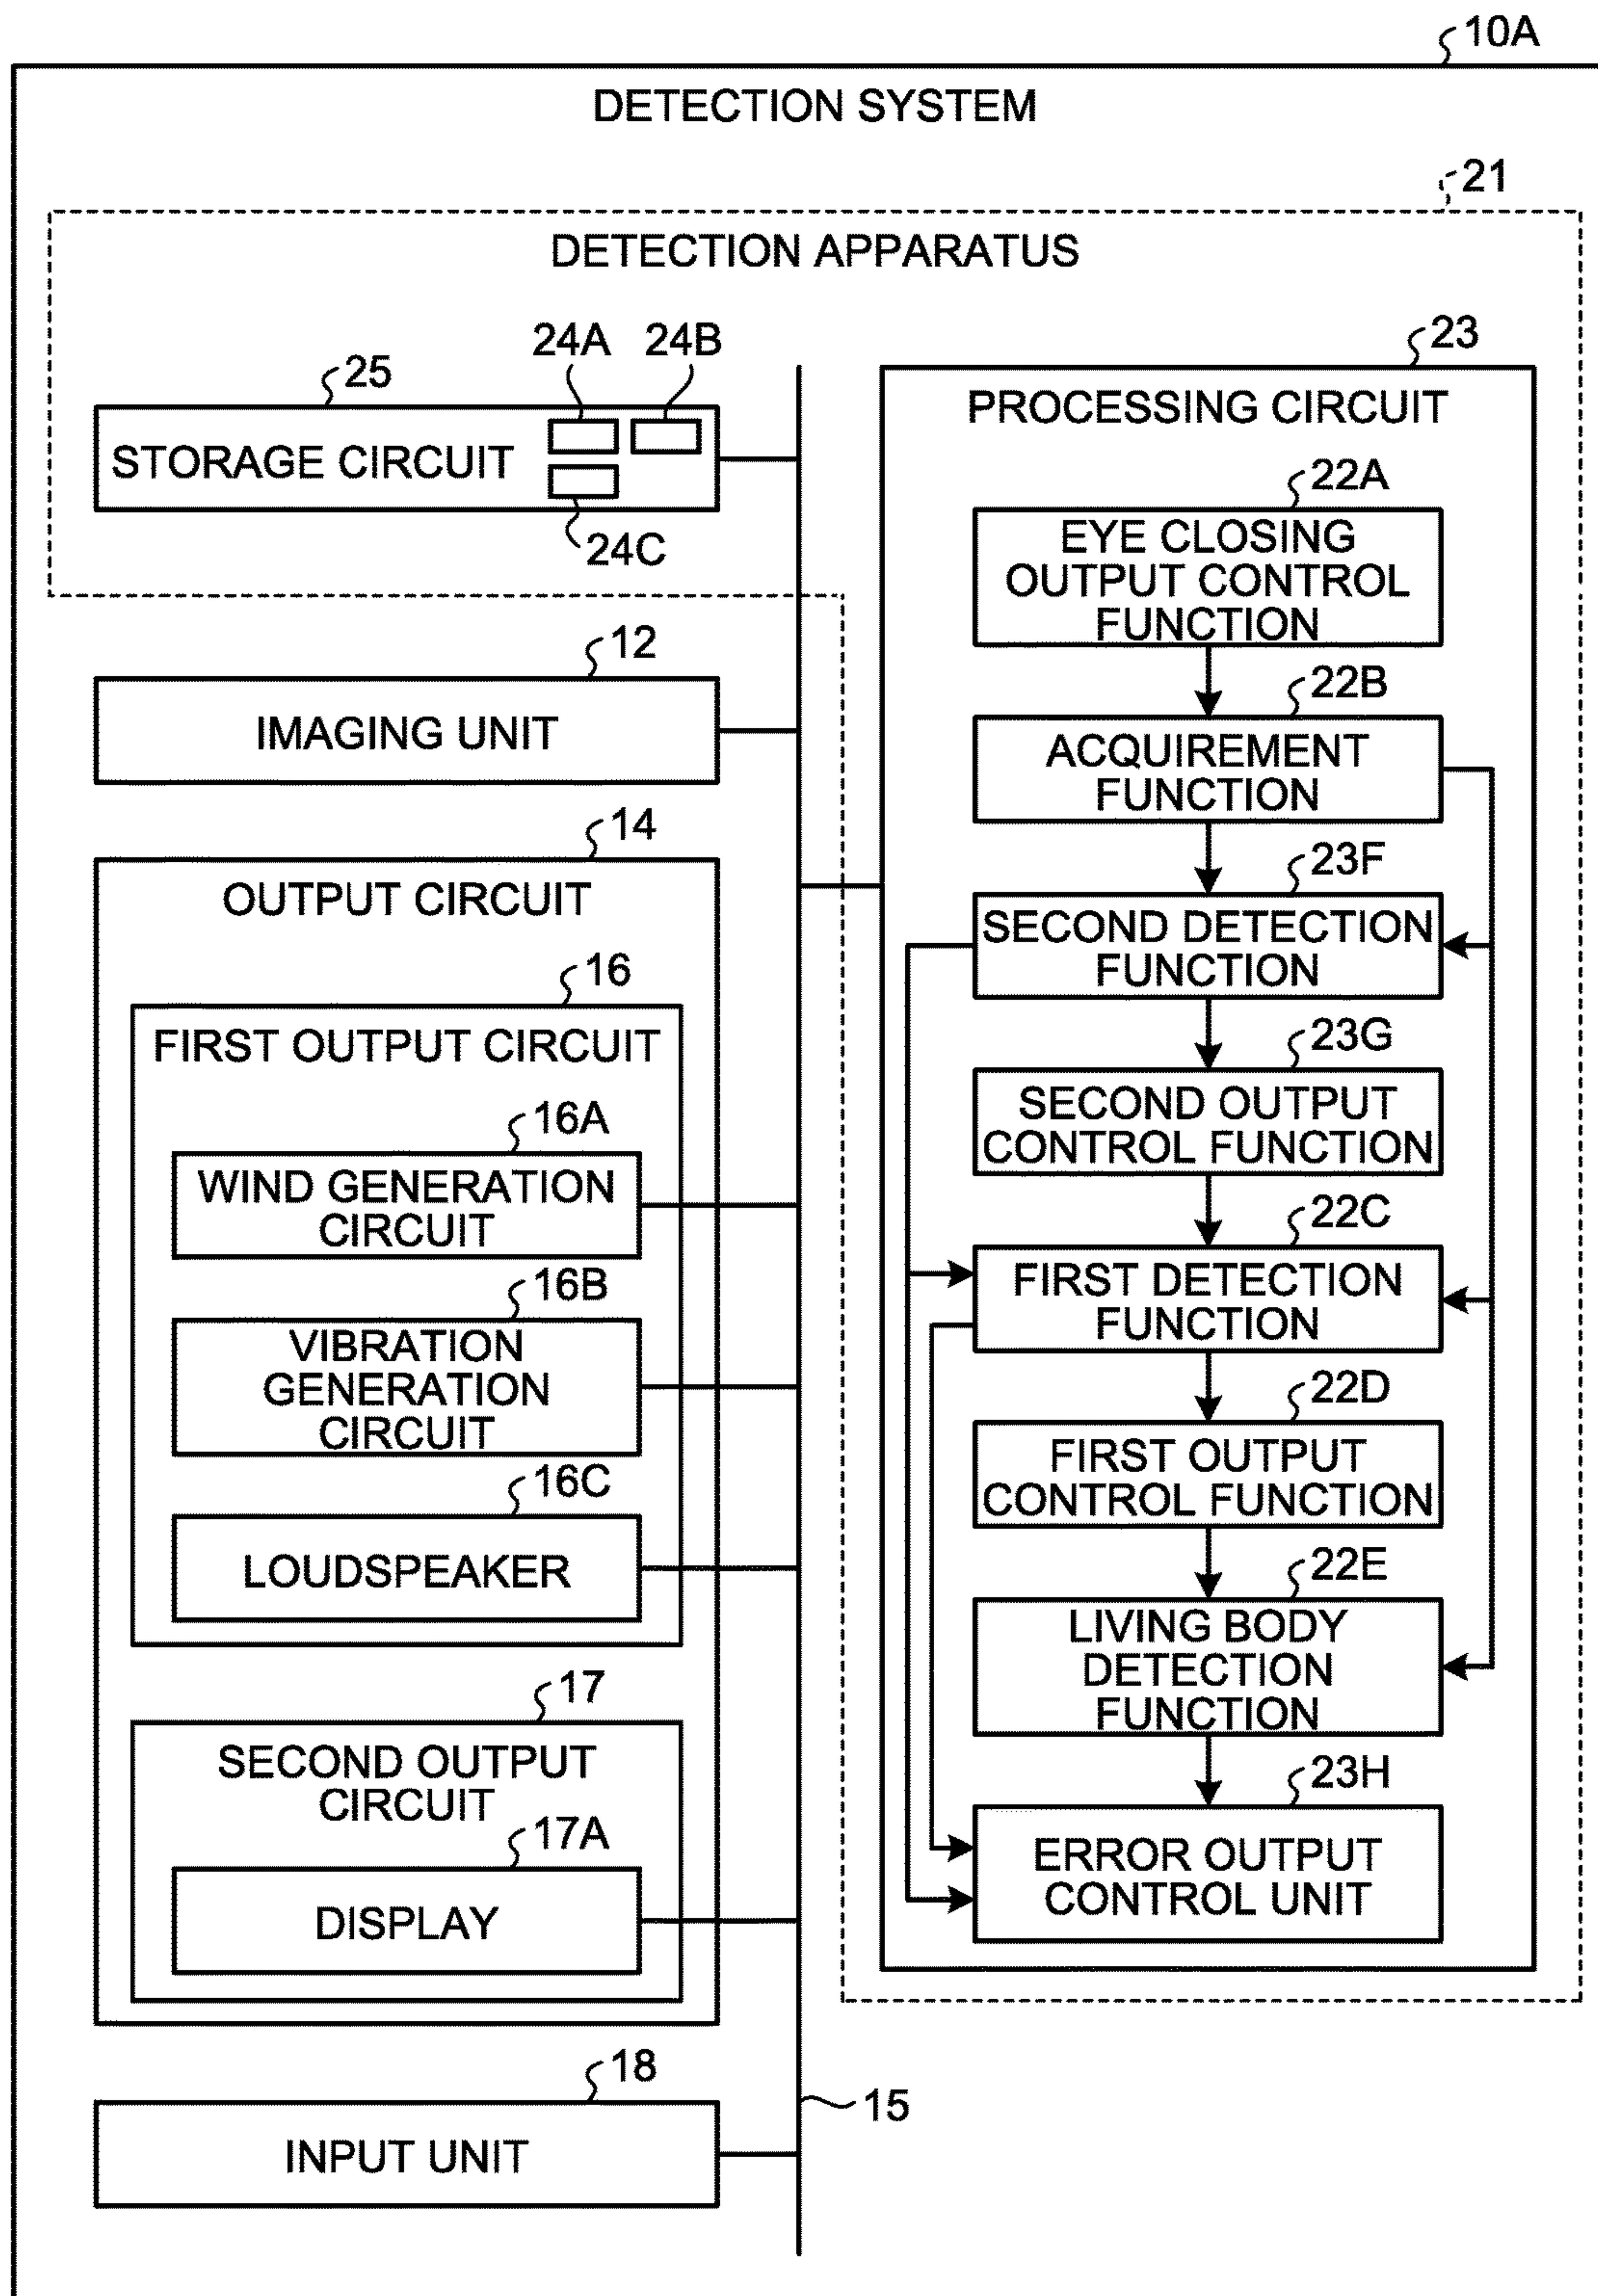 10A
DETECTION SYSTEM
21
DETECTION APPARATUS
24A 24B
25
STORAGE CIRCUIT
24C
12
IMAGING UNIT
14
OUTPUT CIRCUIT
16
FIRST OUTPUT CIRCUIT
16A
WIND GENERATION
CIRCUIT
16B
VIBRATION
GENERATION
CIRCUIT
16C
LOUDSPEAKER
17
SECOND OUTPUT
CIRCUIT
17A
DISPLAY
18
INPUT UNIT
15
23
PROCESSING CIRCUIT
22A
EYE CLOSING
OUTPUT CONTROL
FUNCTION
22B
ACQUIREMENT
FUNCTION
23F
SECOND DETECTION
FUNCTION
23G
SECOND OUTPUT
CONTROL FUNCTION
22C
FIRST DETECTION
FUNCTION
22D
FIRST OUTPUT
CONTROL FUNCTION
22E
LIVING BODY
DETECTION
FUNCTION
23H
ERROR OUTPUT
CONTROL UNIT